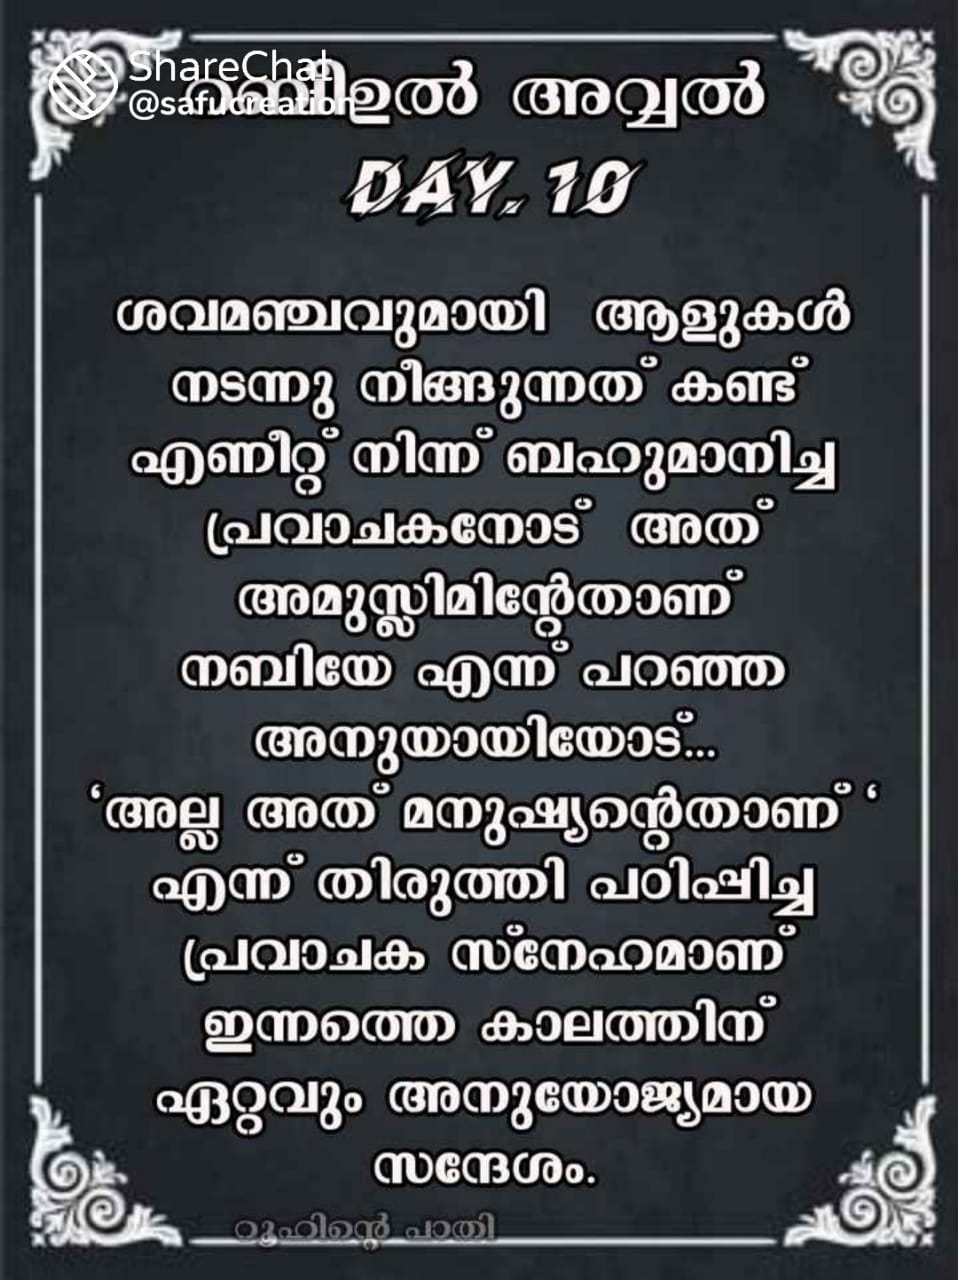 ShareChat
@safucreation
റബീഉൽ അവ്വൽ
DAY. 10
ശവമഞ്ചവുമായി ആളുകൾ
നടന്നു നീങ്ങുന്നത് കണ്ട്
എണീറ്റ് നിന്ന് ബഹുമാനിച്ച
പ്രവാചകനോട് അത്
അമുസ്ലിമിന്റേതാണ്
നബിയേ എന്ന് പറഞ്ഞ
അനുയായിയോട്...
‘അല്ല അത് മനുഷ്യന്റെതാണ് ‘
എന്ന് തിരുത്തി പഠിപ്പിച്ച
പ്രവാചക സ്നേഹമാണ്
ഇന്നത്തെ കാലത്തിന്
ഏറ്റവും അനുയോജ്യമായ
സന്ദേശം.
റൂഹിന്റെ പാതി